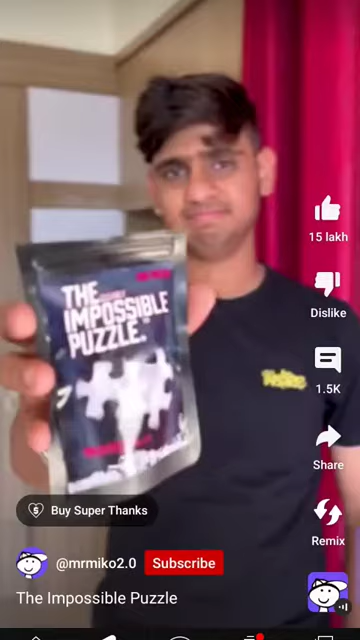 THE
IMPOSSIBLE
PUZZLE.
15 lakh
Dislike
1.5K
Share
Buy Super Thanks
Remix
@mrmiko2.0
Subscribe
The Impossible Puzzle